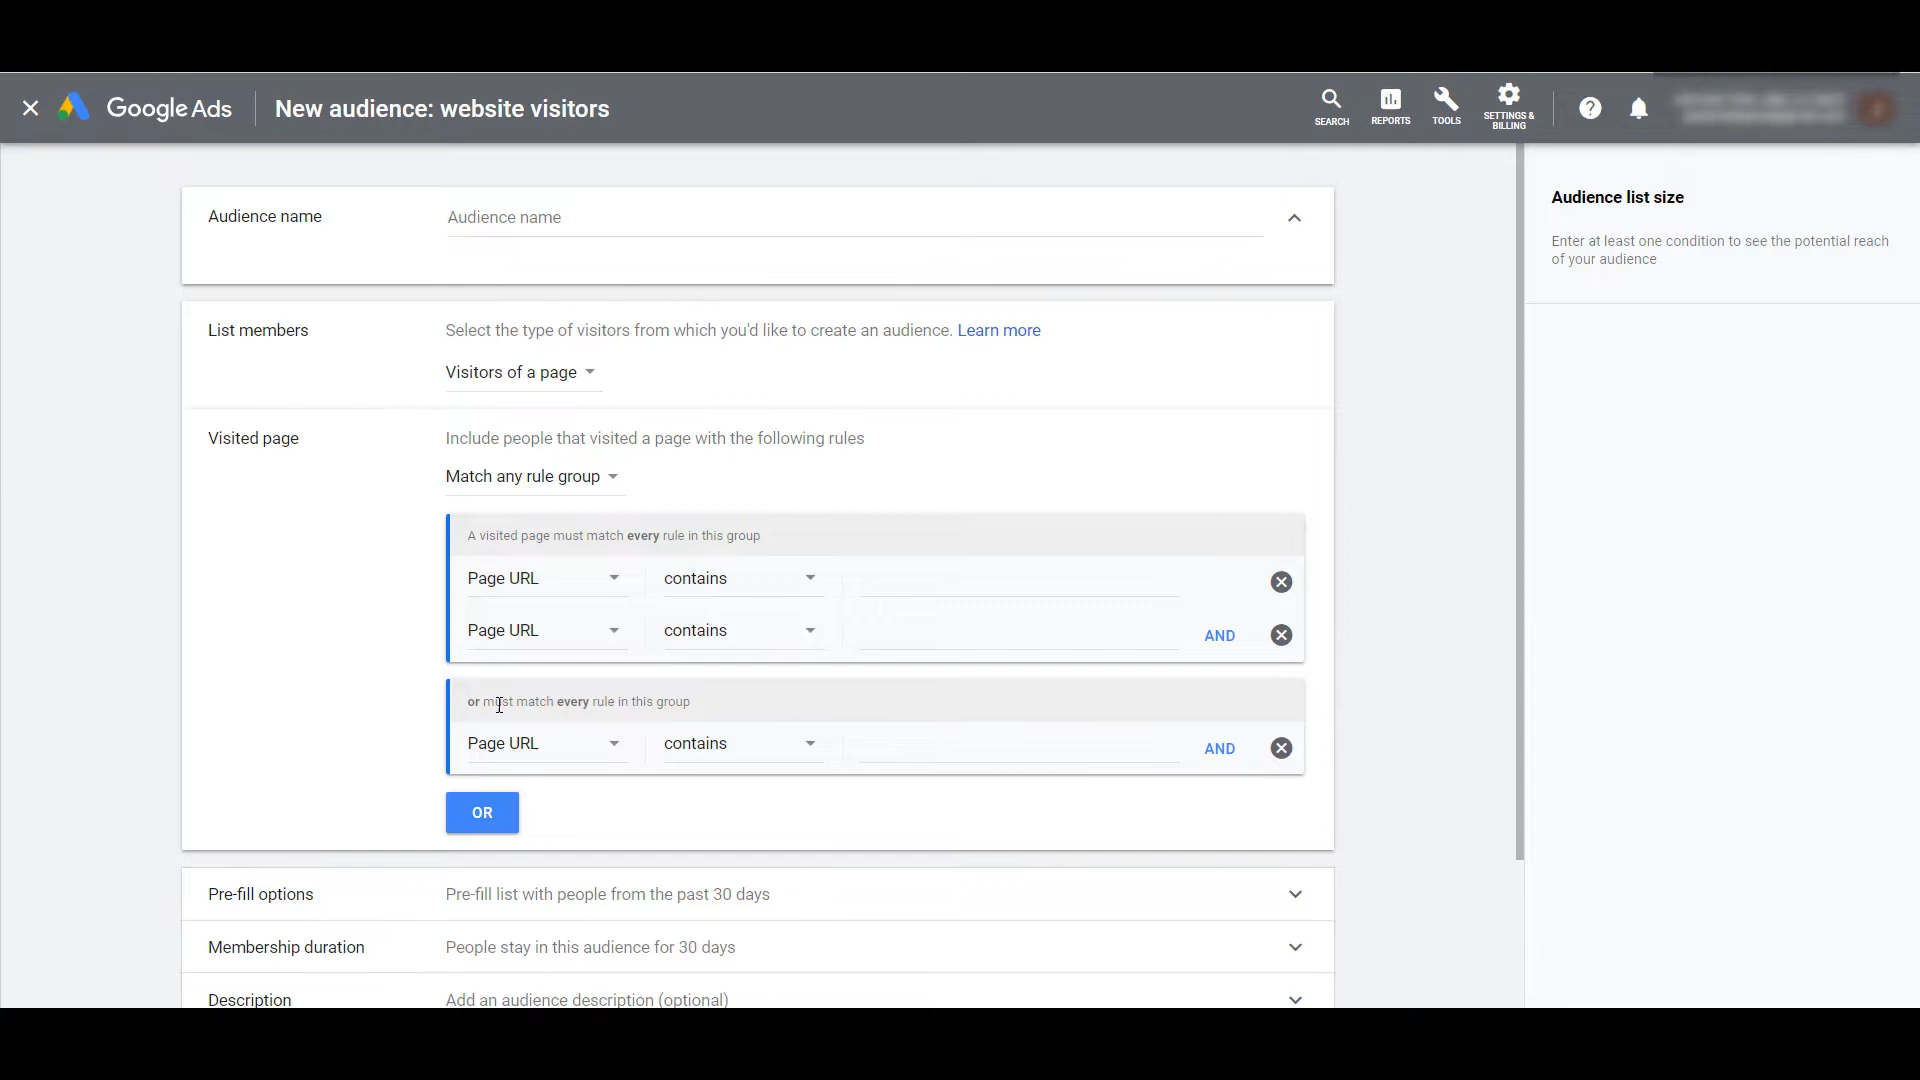 Google Ads
New audience: website visitors
SEARCH
REPORTS
TOOLS
SETTINGS &
BILLING
Audience name
Audience name
List members
Select the type of visitors from which you'd like to create an audience. Learn more
Visitors of a page
Visited page
Include people that visited a page with the following rules
Match any rule group
A visited page must match every rule in this group
Page URL contains
Page URL contains AND
or must match every rule in this group
Page URL contains AND
OR
Pre-fill options
Pre-fill list with people from the past 30 days
Membership duration
People stay in this audience for 30 days
Description
Add an audience description (optional)
Audience list size
Enter at least one condition to see the potential reach
of your audience